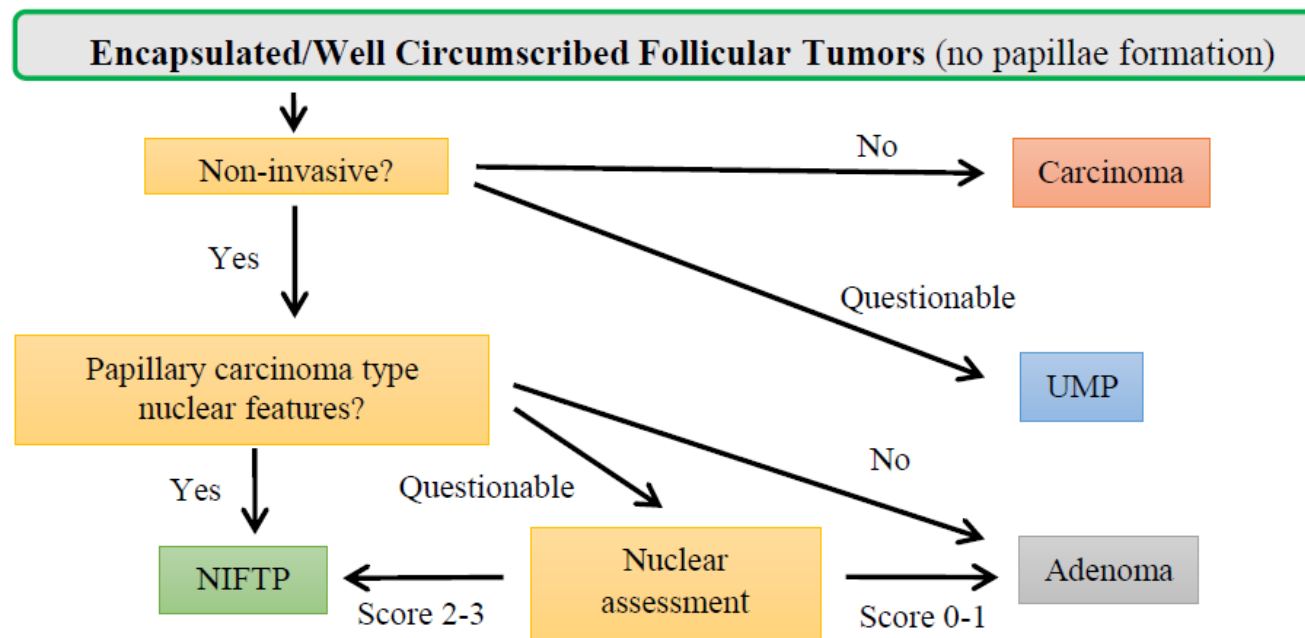 Encapsulated/Well Circumscribed Follicular Tumors (no papillae formation)
Non-invasive?
No
Carcinoma
Yes
Questionable
UMP
Papillary carcinoma type
nuclear features?
No
Yes
Questionable
NIFTP
Nuclear
assessment
Adenoma
Score 2-3
Score 0-1